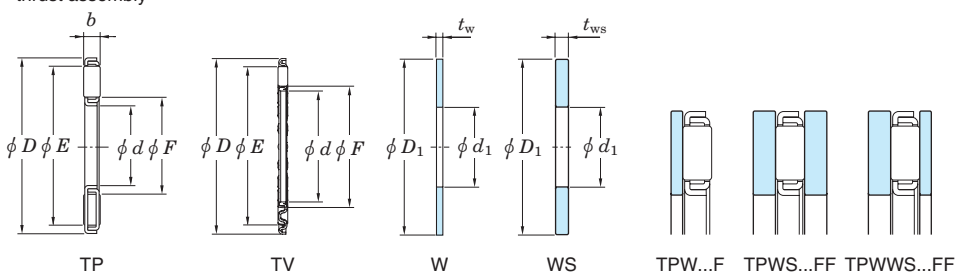 thrust assembly
b
t_w
t_ws
φD φE φd φF
φD φE φd φF
φD₁ φd₁
φD₁ φd₁
TP TV W WS TPW...F TPWS...FF TPWWS...FF